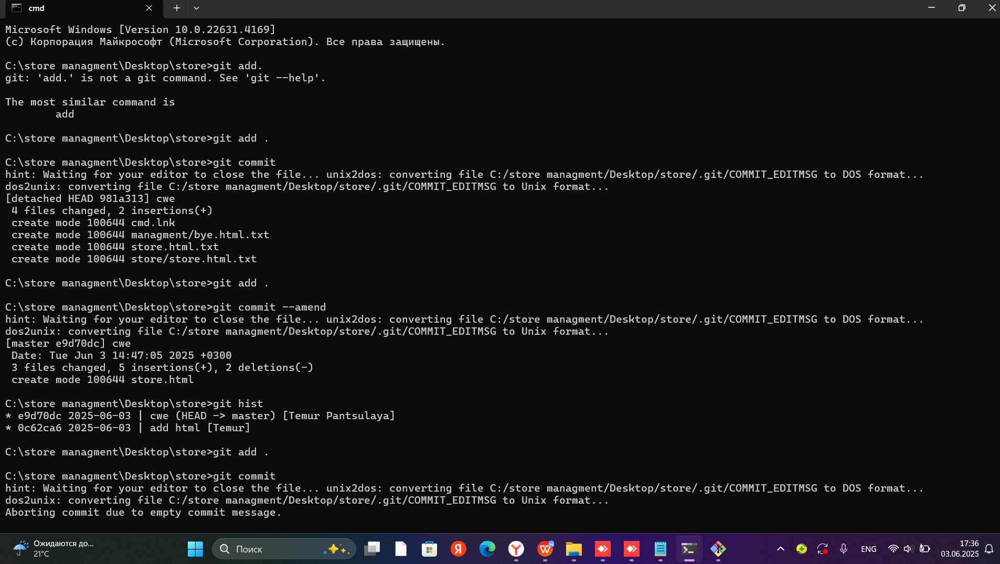 cmd
Microsoft Windows [Version 10.0.22631.4169]
(c) Корпорация Майкрософт (Microsoft Corporation). Все права защищены.
C:\store managment\Desktop\store>git add.
git: 'add.' is not a git command. See 'git --help'.
The most similar command is
add
C:\store managment\Desktop\store>git add .
C:\store managment\Desktop\store>git commit
hint: Waiting for your editor to close the file... unix2dos: converting file C:/store managment/Desktop/store/.git/COMMIT_EDITMSG to DOS format...
dos2unix: converting file C:/store managment/Desktop/store/.git/COMMIT_EDITMSG to Unix format...
[detached HEAD 981a313] cwe
4 files changed, 2 insertions(+)
create mode 100644 cmd.lnk
create mode 100644 managment/bye.html.txt
create mode 100644 store.html.txt
create mode 100644 store/store.html.txt
C:\store managment\Desktop\store>git add .
C:\store managment\Desktop\store>git commit --amend
hint: Waiting for your editor to close the file... unix2dos: converting file C:/store managment/Desktop/store/.git/COMMIT_EDITMSG to DOS format...
dos2unix: converting file C:/store managment/Desktop/store/.git/COMMIT_EDITMSG to Unix format...
[master e9d70dc] cwe
Date: Tue Jun 3 14:47:05 2025 +0300
3 files changed, 5 insertions(+), 2 deletions(-)
create mode 100644 store.html
C:\store managment\Desktop\store>git hist
* e9d70dc 2025-06-03 | cwe (HEAD -> master) [Temur Pantsulaya]
* 0c62ca6 2025-06-03 | add html [Temur]
C:\store managment\Desktop\store>git add .
C:\store managment\Desktop\store>git commit
hint: Waiting for your editor to close the file... unix2dos: converting file C:/store managment/Desktop/store/.git/COMMIT_EDITMSG to DOS format...
dos2unix: converting file C:/store managment/Desktop/store/.git/COMMIT_EDITMSG to Unix format...
Aborting commit due to empty commit message.
Ожидаются до...
21°C
Поиск
ENG
17:36
03.06.2025